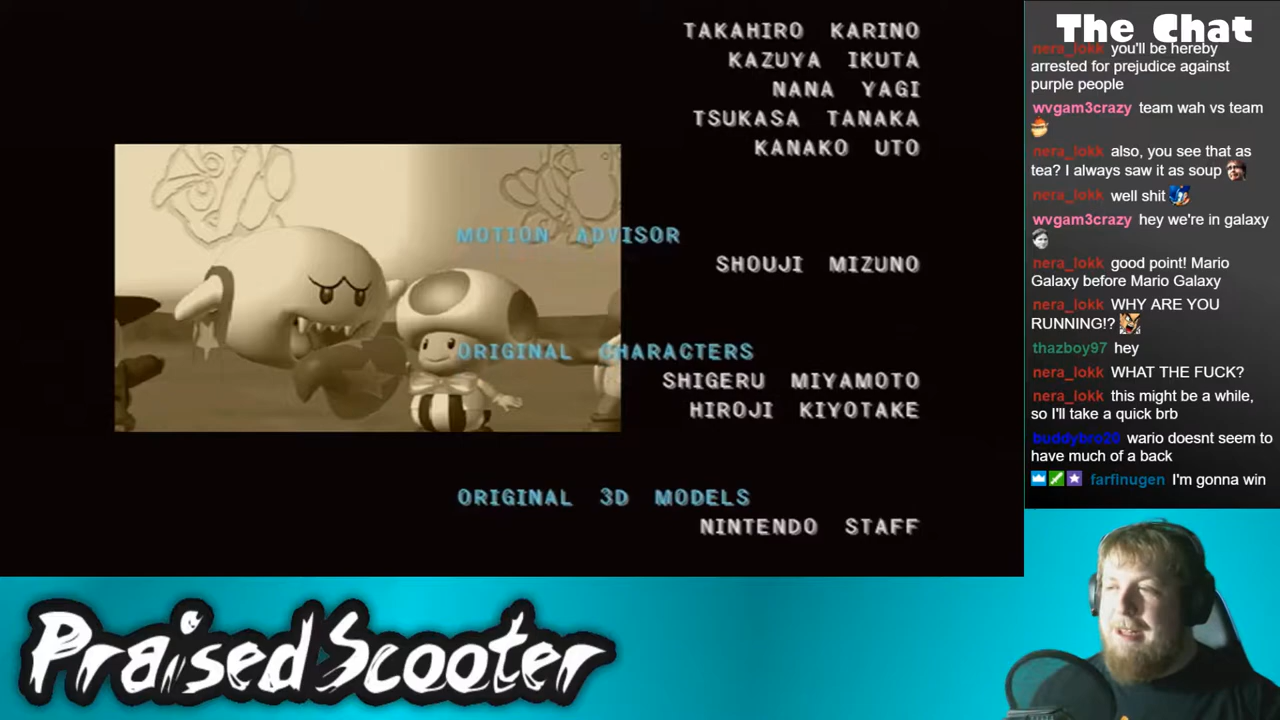 TAKAHIRO KARINO
KAZUYA IKUTA
NANA YAGI
TSUKASA TANAKA
KANAKO UTO
MOTION ADVISOR
SHOUJI MIZUNO
ORIGINAL CHARACTERS
SHIGERU MIYAMOTO
HIROJI KIYOTAKE
ORIGINAL 3D MODELS
NINTENDO STAFF
The Chat
nera_lokk you'll be hereby
arrested for prejudice against
purple people
wvgam3crazy team wah vs team
nera_lokk also, you see that as
tea? I always saw it as soup
nera_lokk well shit
wvgam3crazy hey we're in galaxy
nera_lokk good point! Mario
Galaxy before Mario Galaxy
nera_lokk WHY ARE YOU
RUNNING!?
thazboy97 hey
nera_lokk WHAT THE FUCK?
nera_lokk this might be a while,
so I'll take a quick brb
buddybro20 wario doesnt seem to
have much of a back
farfinugen I'm gonna win
PraisedScooter